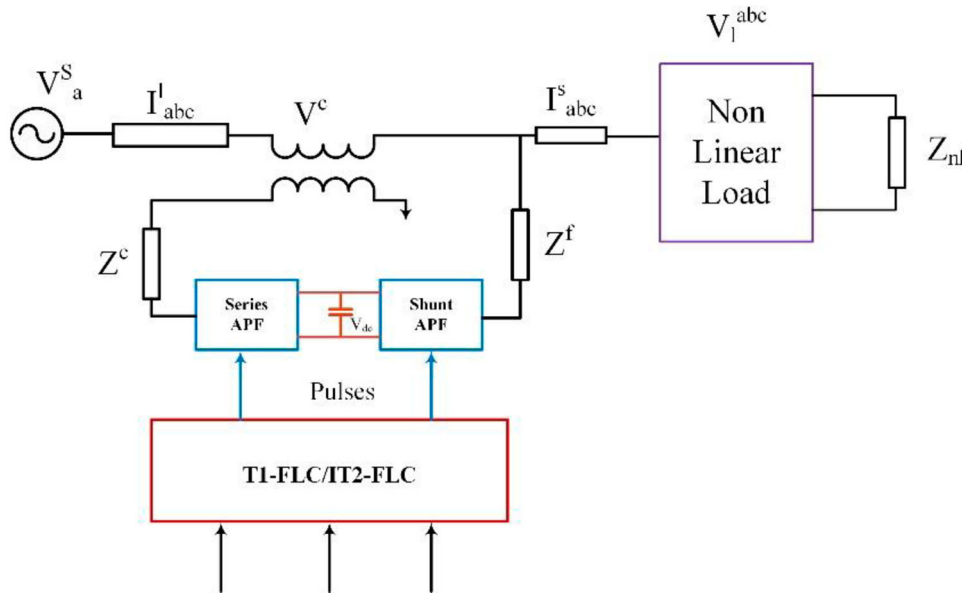 V_l^abc
V^S_a
I^l_abc
V^c
I^s_abc
Non
Linear
Load
Z_nl
Z^c
Z^f
Series
APF
V_dc
Shunt
APF
Pulses
T1-FLC/IT2-FLC